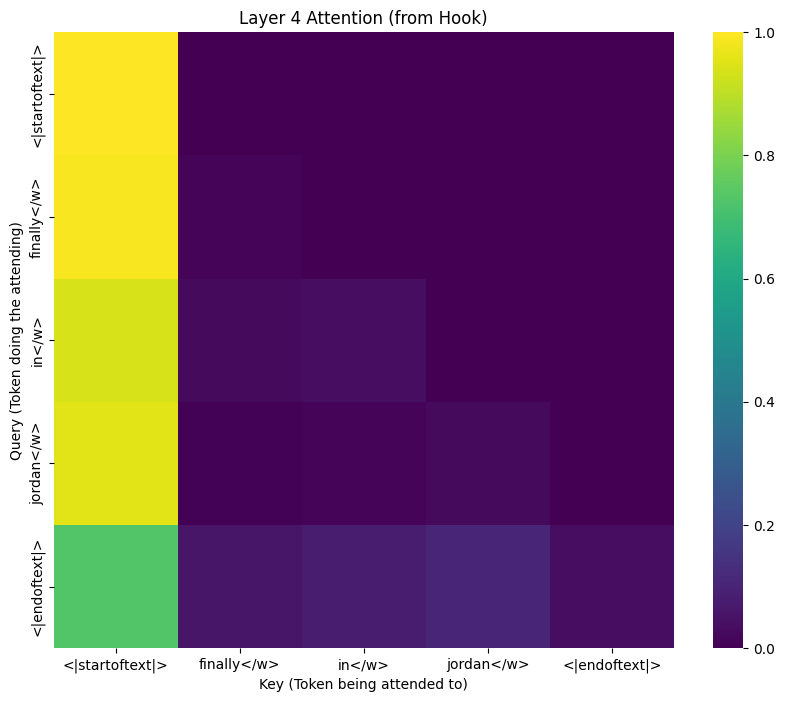 Layer 4 Attention (from Hook)
Query (Token doing the attending)
<|startoftext|>
finally</w>
in</w>
jordan</w>
<|endoftext|>
<|startoftext|>
finally</w>
in</w>
jordan</w>
<|endoftext|>
Key (Token being attended to)
1.0
0.8
0.6
0.4
0.2
0.0